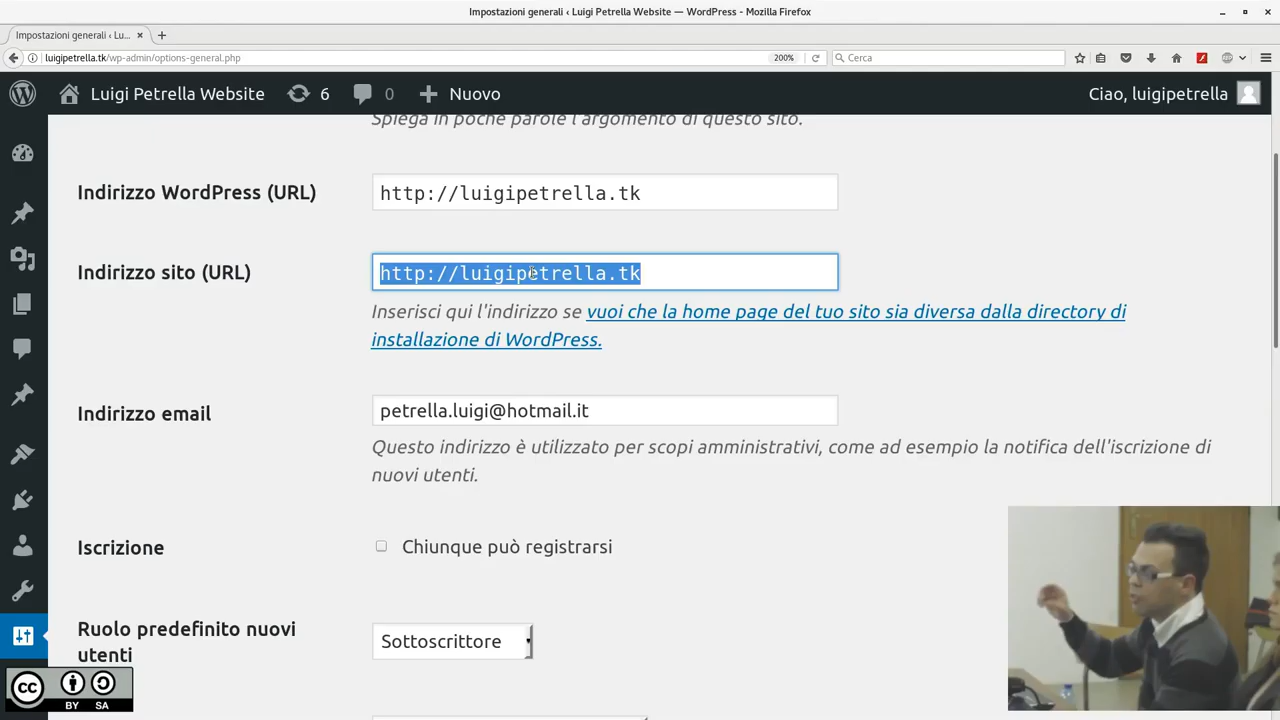 Impostazioni generali ‹ Luigi Petrella Website — WordPress - Mozilla Firefox
Impostazioni generali ‹ Lu...
luigipetrella.tk/wp-admin/options-general.php
200%
Cerca
Luigi Petrella Website
6
0
Nuovo
Ciao, luigipetrella
Spiega in poche parole l'argomento di questo sito.
Indirizzo WordPress (URL)
http://luigipetrella.tk
Indirizzo sito (URL)
http://luigipetrella.tk
Inserisci qui l'indirizzo se vuoi che la home page del tuo sito sia diversa dalla directory di
installazione di WordPress.
Indirizzo email
petrella.luigi@hotmail.it
Questo indirizzo è utilizzato per scopi amministrativi, come ad esempio la notifica dell'iscrizione di
nuovi utenti.
Iscrizione
Chiunque può registrarsi
Ruolo predefinito nuovi
utenti
Sottoscrittore
cc
BY SA